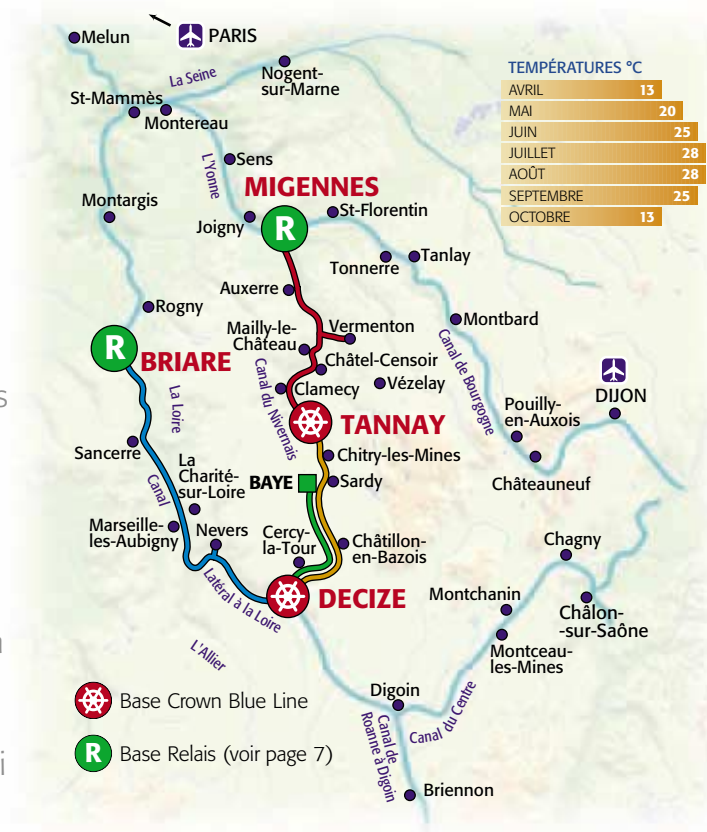 Melun
PARIS
La Seine
Nogent-
sur-Marne
St-Mammès
Montereau
TEMPÉRATURES °C
AVRIL 13
MAI 20
JUIN 25
JUILLET 28
AOÛT 28
SEPTEMBRE 25
OCTOBRE 13
L'Yonne
Sens
MIGENNES
Montargis
Joigny
R
St-Florentin
Tonnerre
Tanlay
Auxerre
Rogny
Mailly-le-
Château
Vermenton
Montbard
R
BRIARE
Châtel-Censoir
Canal de Bourgogne
La Loire
Canal du Nivernais
Clamecy
Vézelay
DIJON
s
TANNAY
Pouilly-
en-Auxois
Sancerre
Chitry-les-Mines
Châteauneuf
La
Charité-
sur-Loire
BAYE
Sardy
Canal
Latéral à la Loire
Marseille-
les-Aubigny
Nevers
Cercy-
la-Tour
Châtillon-
en-Bazois
Chagny
DECIZE
Montchanin
Châlon-
-sur-Saône
L'Allier
Montceau-
les-Mines
Base Crown Blue Line
Digoin
Canal du Centre
Canal de
Roanne à Digoin
R Base Relais (voir page 7)
i
Briennon